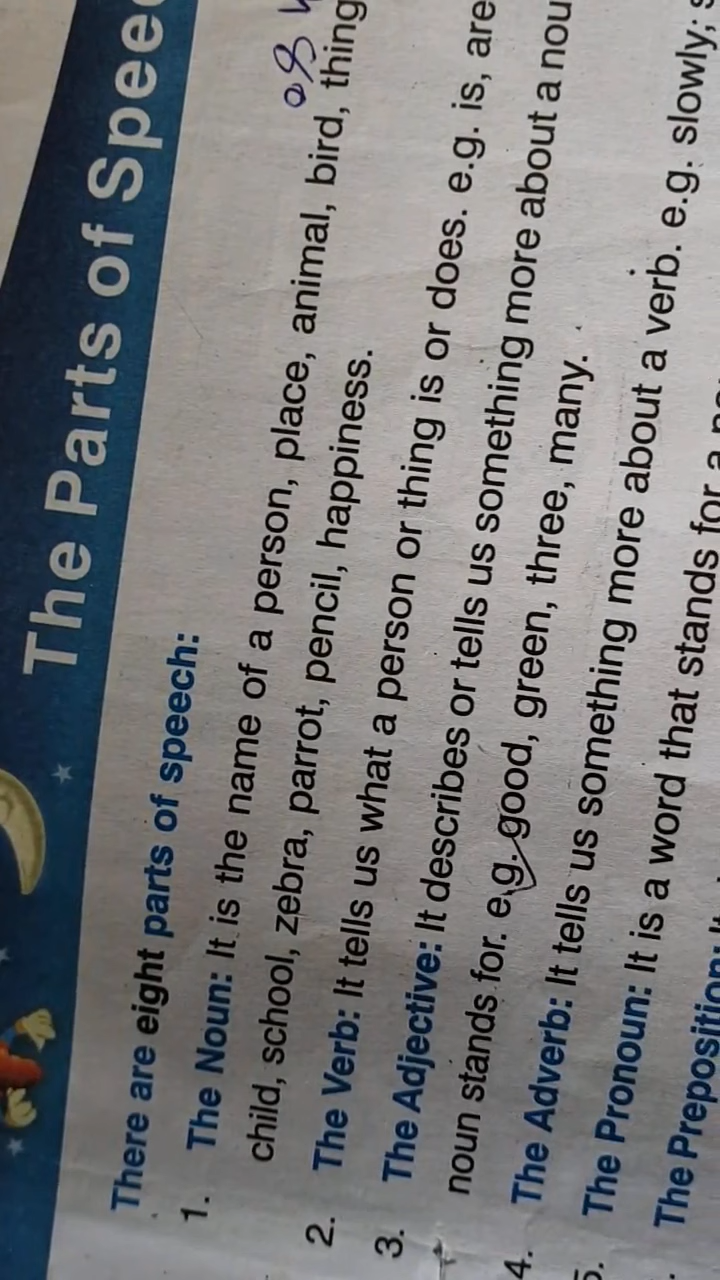 The Parts of Spee
There are eight parts of speech:
1. The Noun: It is the name of a person, place, animal, bird, thing
child, school, zebra, parrot, pencil, happiness.
2. The Verb: It tells us what a person or thing is or does. e.g. is, are
3. The Adjective: It describes or tells us something more about a nou
noun stands for. e.g. good, green, three, many.
4. The Adverb: It tells us something more about a verb. e.g. slowly;
5. The Pronoun: It is a word that stands for a
The Preposition: